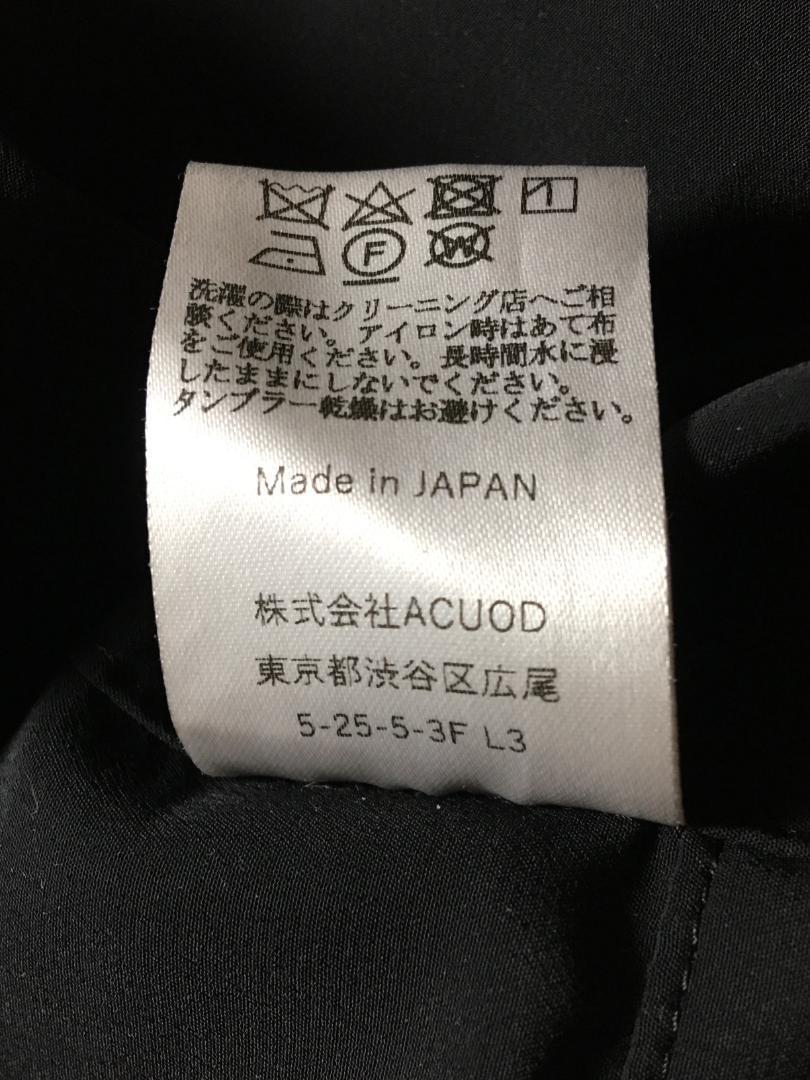 F W
洗濯の際はクリーニング店へご相
験ください。アイロン時はあて布
をご使用ください。長時間水に漫
したままにしないでください。
タンブラー乾燥はお避けください。
Made in JAPAN
株式会社ACUOD
東京都渋谷区広尾
5-25-5-3F L3